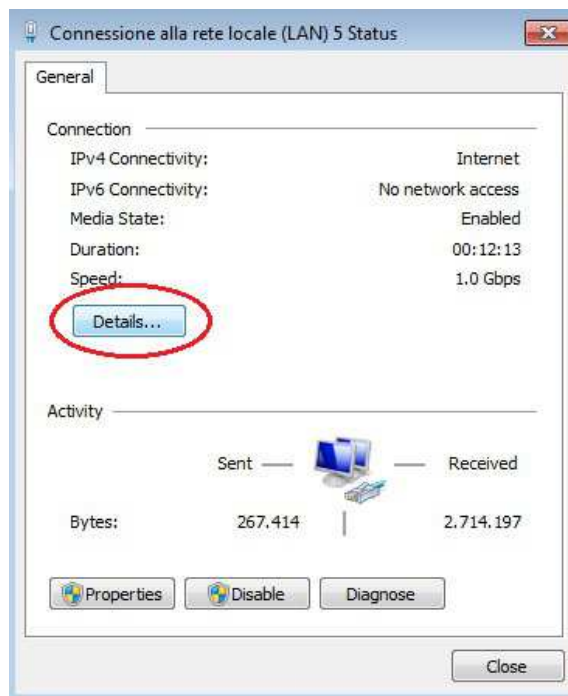 Connessione alla rete locale (LAN) 5 Status
General
Connection
IPv4 Connectivity: Internet
IPv6 Connectivity: No network access
Media State: Enabled
Duration: 00:12:13
Speed: 1.0 Gbps
Details...
Activity
Sent Received
Bytes: 267.414 2.714.197
Properties Disable Diagnose
Close